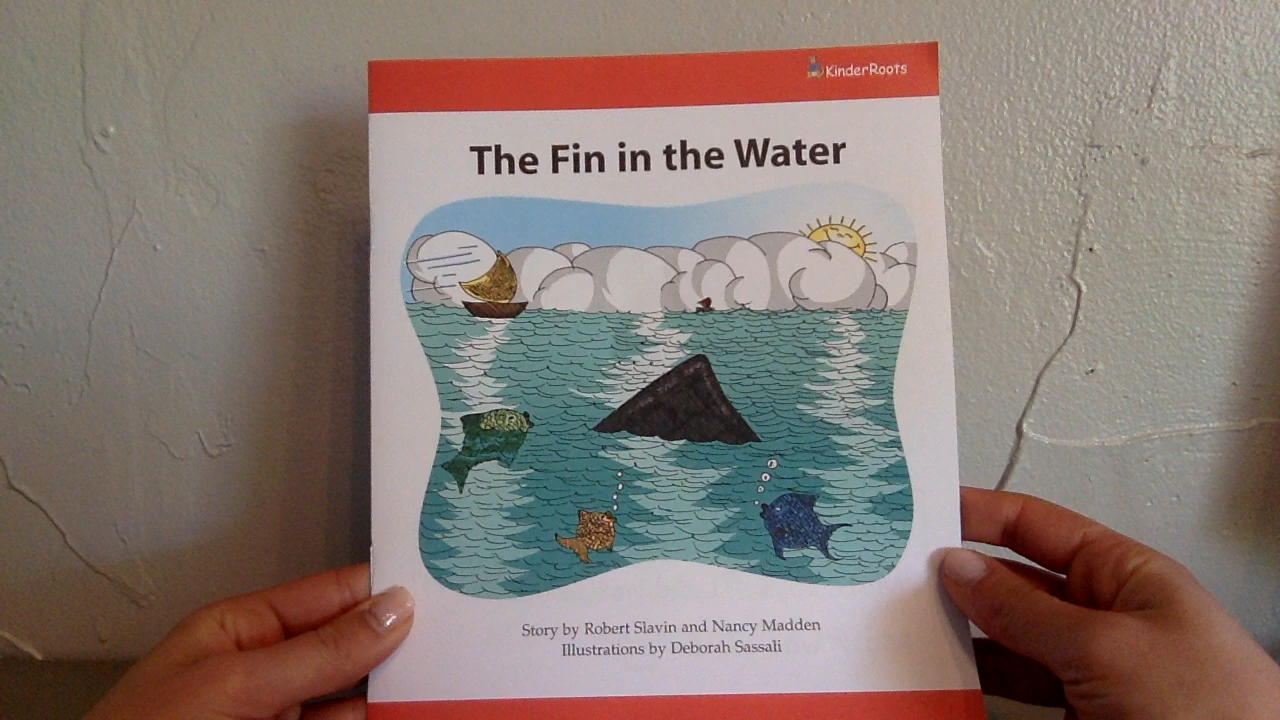 KinderRoots
The Fin in the Water
Story by Robert Slavin and Nancy Madden
Illustrations by Deborah Sassali